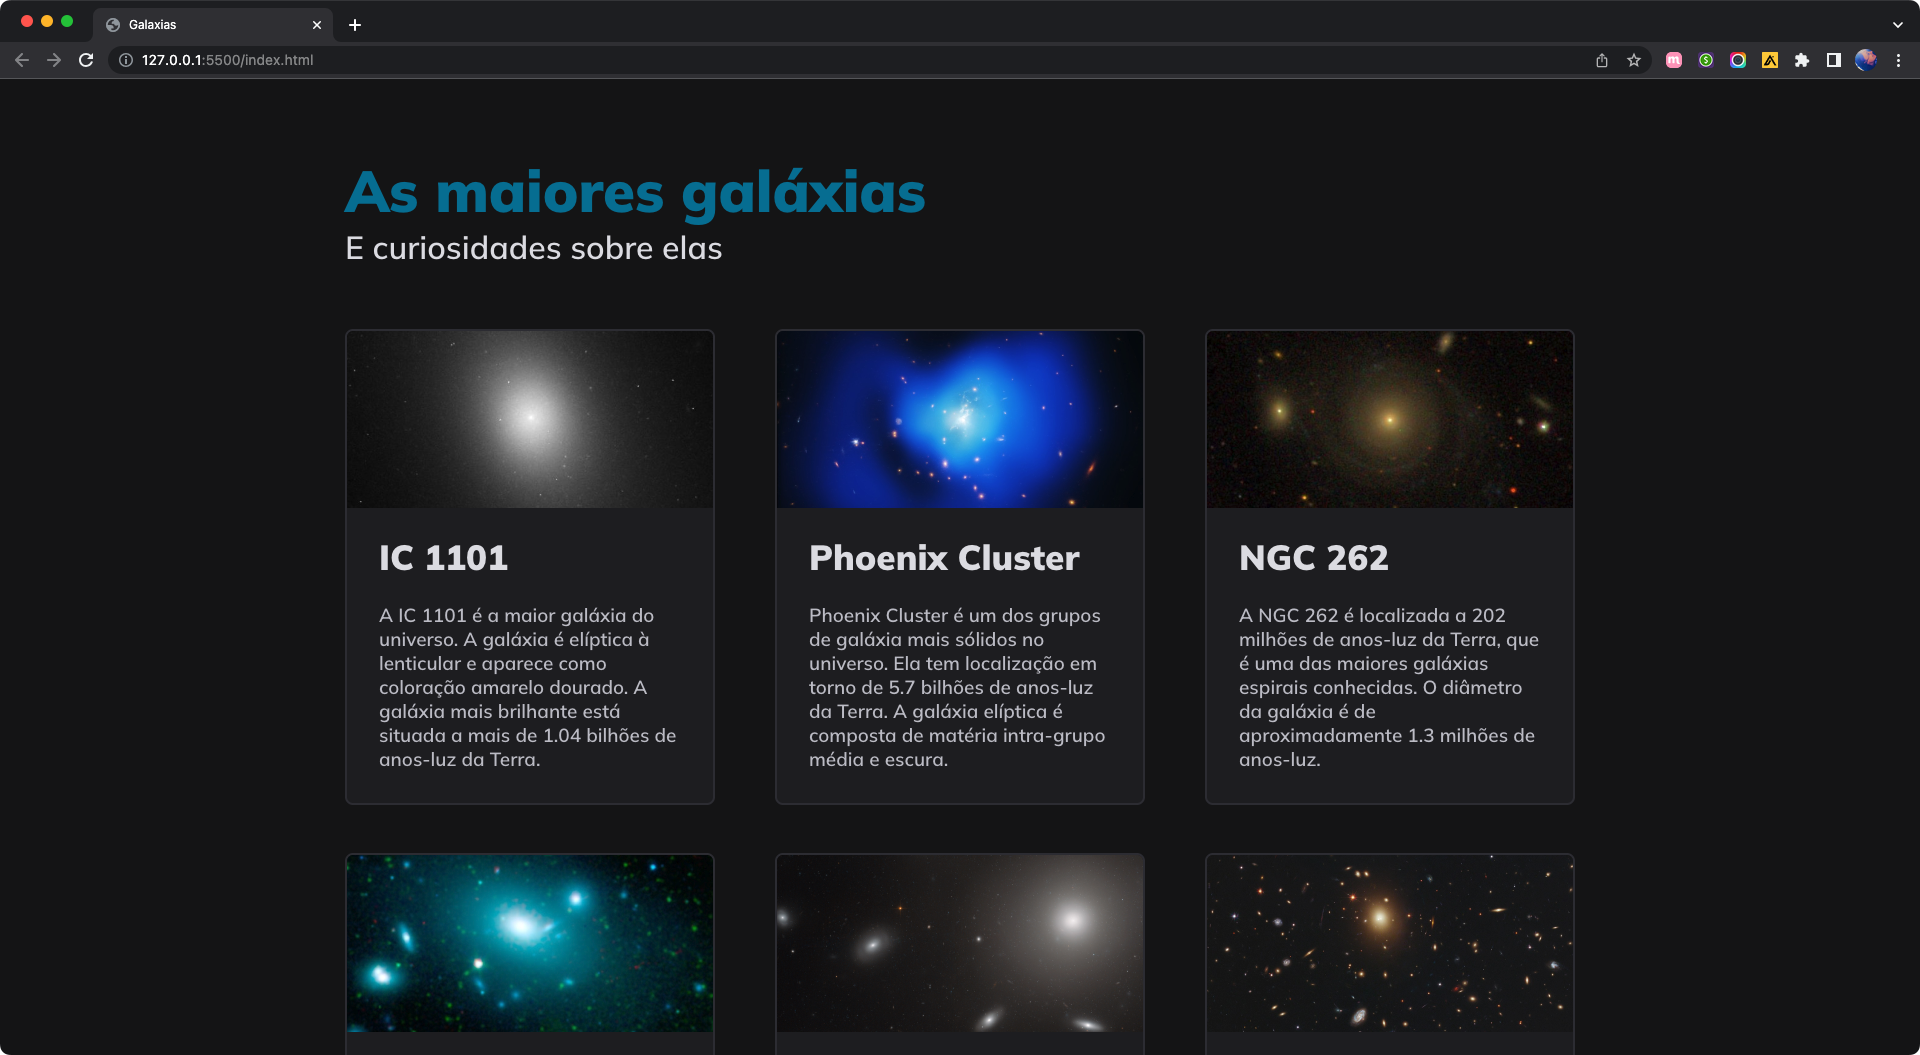 Galaxias
127.0.0.1:5500/index.html
As maiores galáxias
E curiosidades sobre elas
IC 1101
A IC 1101 é a maior galáxia do
universo. A galáxia é elíptica à
lenticular e aparece como
coloração amarelo dourado. A
galáxia mais brilhante está
situada a mais de 1.04 bilhões de
anos-luz da Terra.
Phoenix Cluster
Phoenix Cluster é um dos grupos
de galáxia mais sólidos no
universo. Ela tem localização em
torno de 5.7 bilhões de anos-luz
da Terra. A galáxia elíptica é
composta de matéria intra-grupo
média e escura.
NGC 262
A NGC 262 é localizada a 202
milhões de anos-luz da Terra, que
é uma das maiores galáxias
espirais conhecidas. O diâmetro
da galáxia é de
aproximadamente 1.3 milhões de
anos-luz.